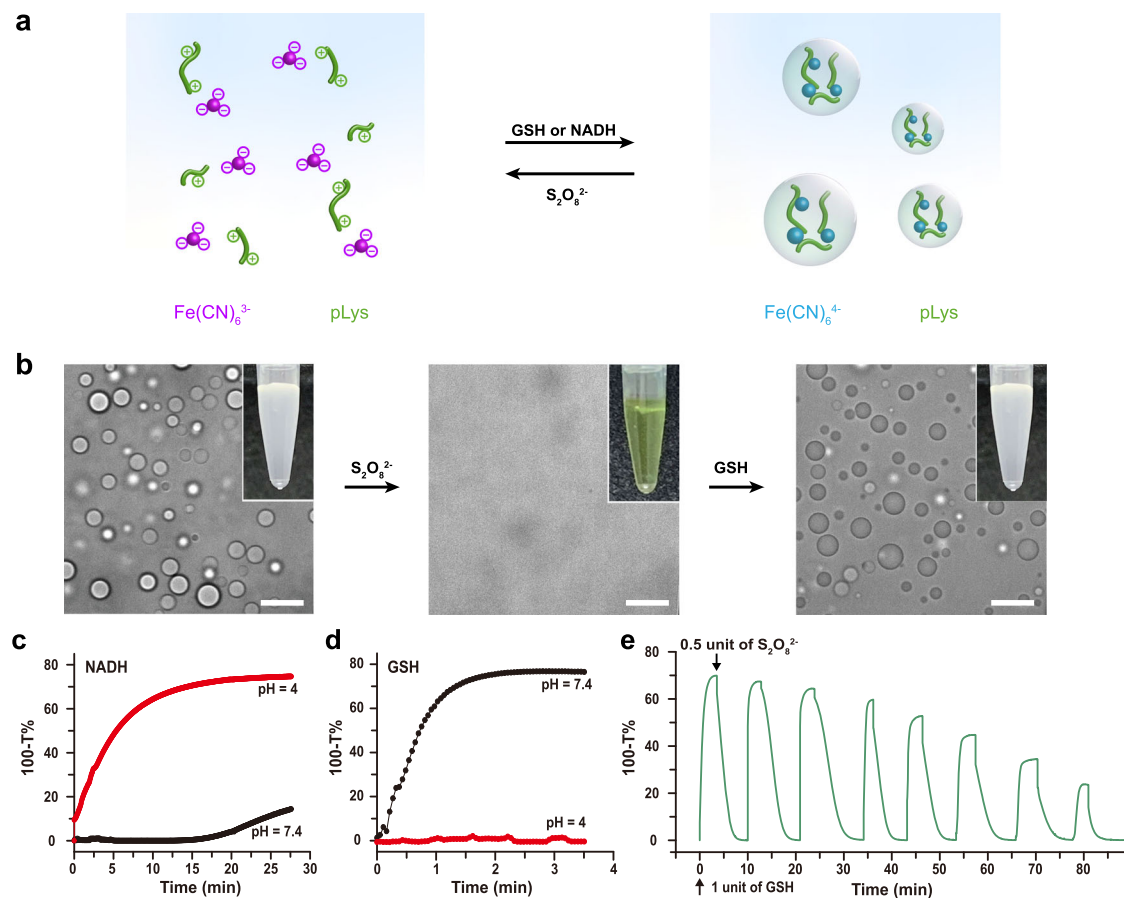 a
GSH or NADH
S₂O₈²⁻
Fe(CN)₆³⁻
pLys
Fe(CN)₆⁴⁻
pLys
b
S₂O₈²⁻
GSH
c
NADH
pH = 4
pH = 7.4
100-T%
80
60
40
20
0
0 5 10 15 20 25 30
Time (min)
d
GSH
pH = 7.4
pH = 4
100-T%
80
60
40
20
0
0 1 2 3 4
Time (min)
e
0.5 unit of S₂O₈²⁻
100-T%
80
60
40
20
0
0 10 20 30 40 50 60 70 80
1 unit of GSH
Time (min)